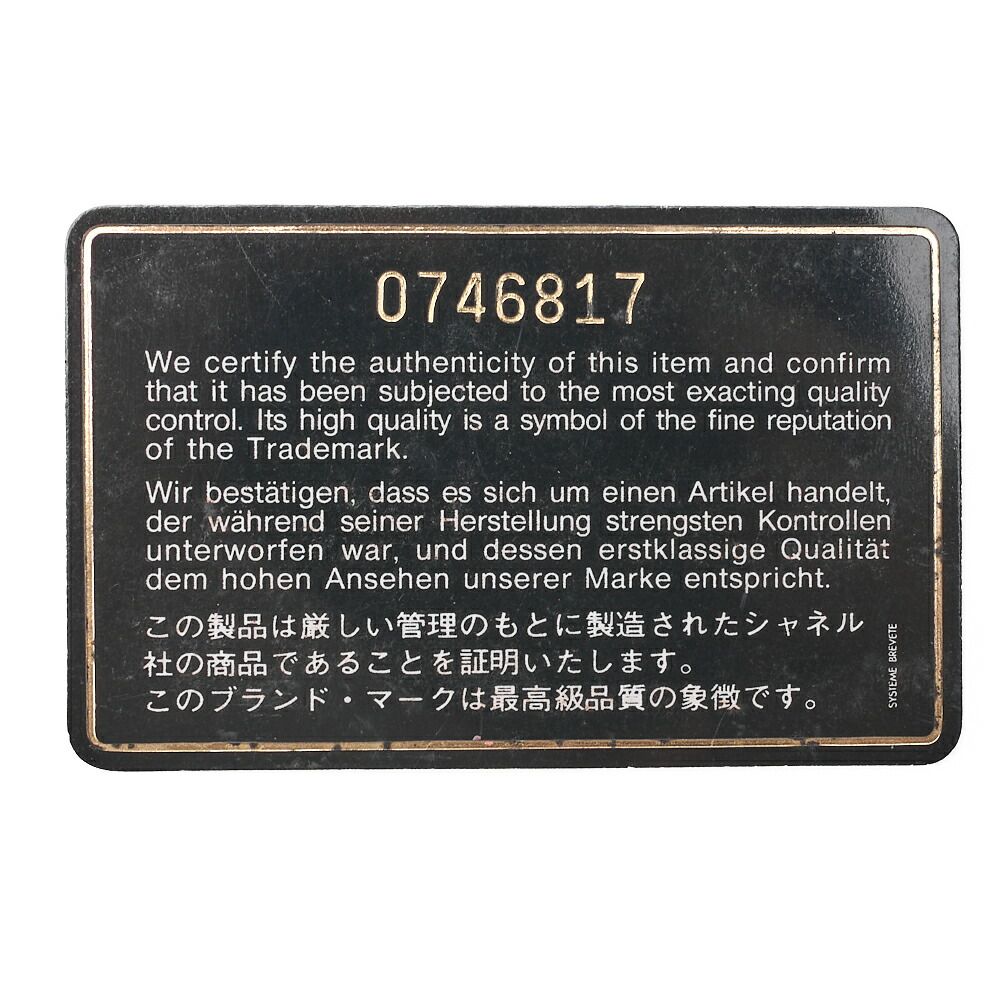 0746817
We certify the authenticity of this item and confirm
that it has been subjected to the most exacting quality
control. Its high quality is a symbol of the fine reputation
of the Trademark.
Wir bestätigen, dass es sich um einen Artikel handelt,
der während seiner Herstellung strengsten Kontrollen
unterworfen war, und dessen erstklassige Qualität
dem hohen Ansehen unserer Marke entspricht.
この製品は厳しい管理のもとに製造されたシャネル
社の商品であることを証明いたします。
このブランド・マークは最高級品質の象徴です。
SYSTEME BREVETE